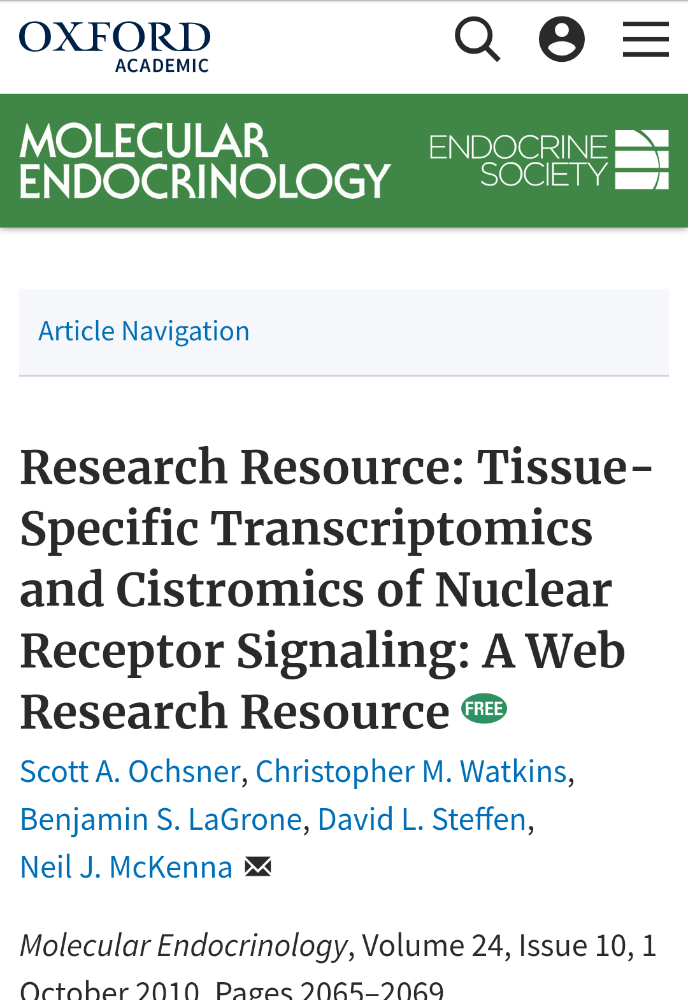 OXFORD
ACADEMIC
MOLECULAR
ENDOCRINOLOGY
ENDOCRINE
SOCIETY
Article Navigation
Research Resource: Tissue-
Specific Transcriptomics
and Cistromics of Nuclear
Receptor Signaling: A Web
Research Resource FREE
Scott A. Ochsner, Christopher M. Watkins,
Benjamin S. LaGrone, David L. Steffen,
Neil J. McKenna
Molecular Endocrinology, Volume 24, Issue 10, 1
October 2010, Pages 2065–2069